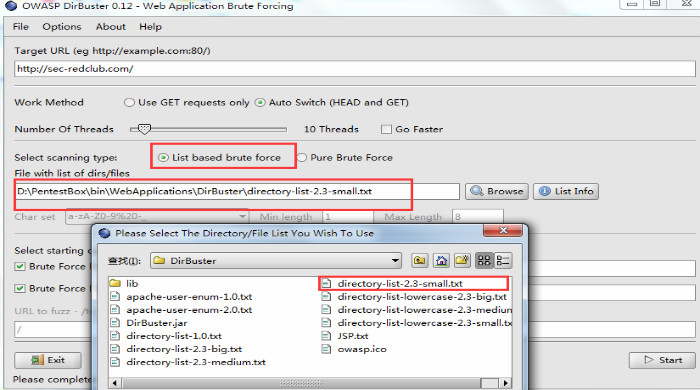 OWASP DirBuster 0.12 - Web Application Brute Forcing
File Options About Help
Target URL (eg http://example.com:80/)
http://sec-redclub.com/
Work Method Use GET requests only Auto Switch (HEAD and GET)
Number Of Threads 10 Threads Go Faster
Select scanning type: List based brute force Pure Brute Force
File with list of dirs/files
D:\PentestBox\bin\WebApplications\DirBuster\directory-list-2.3-small.txt Browse List Info
Char set a-zA-Z0-9%20-_ Min length 1 Max Length 8
Please Select The Directory/File List You Wish To Use
Select starting
查找(I): DirBuster
Brute Force
lib directory-list-2.3-small.txt
apache-user-enum-1.0.txt directory-list-lowercase-2.3-big.txt
Brute Force
apache-user-enum-2.0.txt directory-list-lowercase-2.3-medium
URL to fuzz - /
DirBuster.jar directory-list-lowercase-2.3-small.tx
/
directory-list-1.0.txt JSP.txt
directory-list-2.3-big.txt owasp.ico
Exit directory-list-2.3-medium.txt Start
Please complete